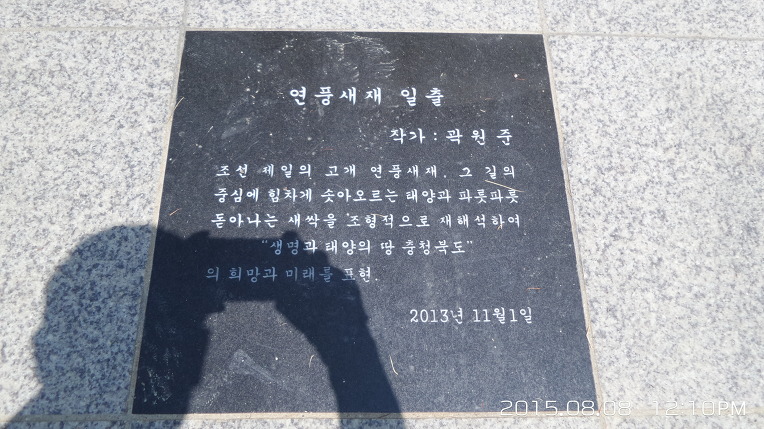 연풍새재 일출
작가 : 곽원준
조선 제일의 고개 연풍새재. 그 길의
중심에 힘차게 솟아오르는 태양과 파릇파릇
돋아나는 새싹을 조형적으로 재해석하여
"생명과 태양의 땅 충청북도"
의 희망과 미래를 표현.
2013년 11월1일
2015.08.08 12:10PM